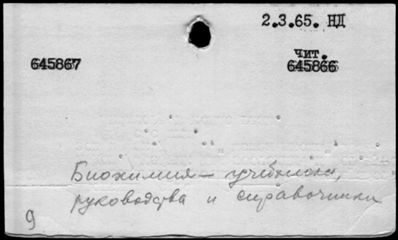 2.3.65. НД
чит.
645867 645866
Биохимия – учебники,
руководства и справочники
9